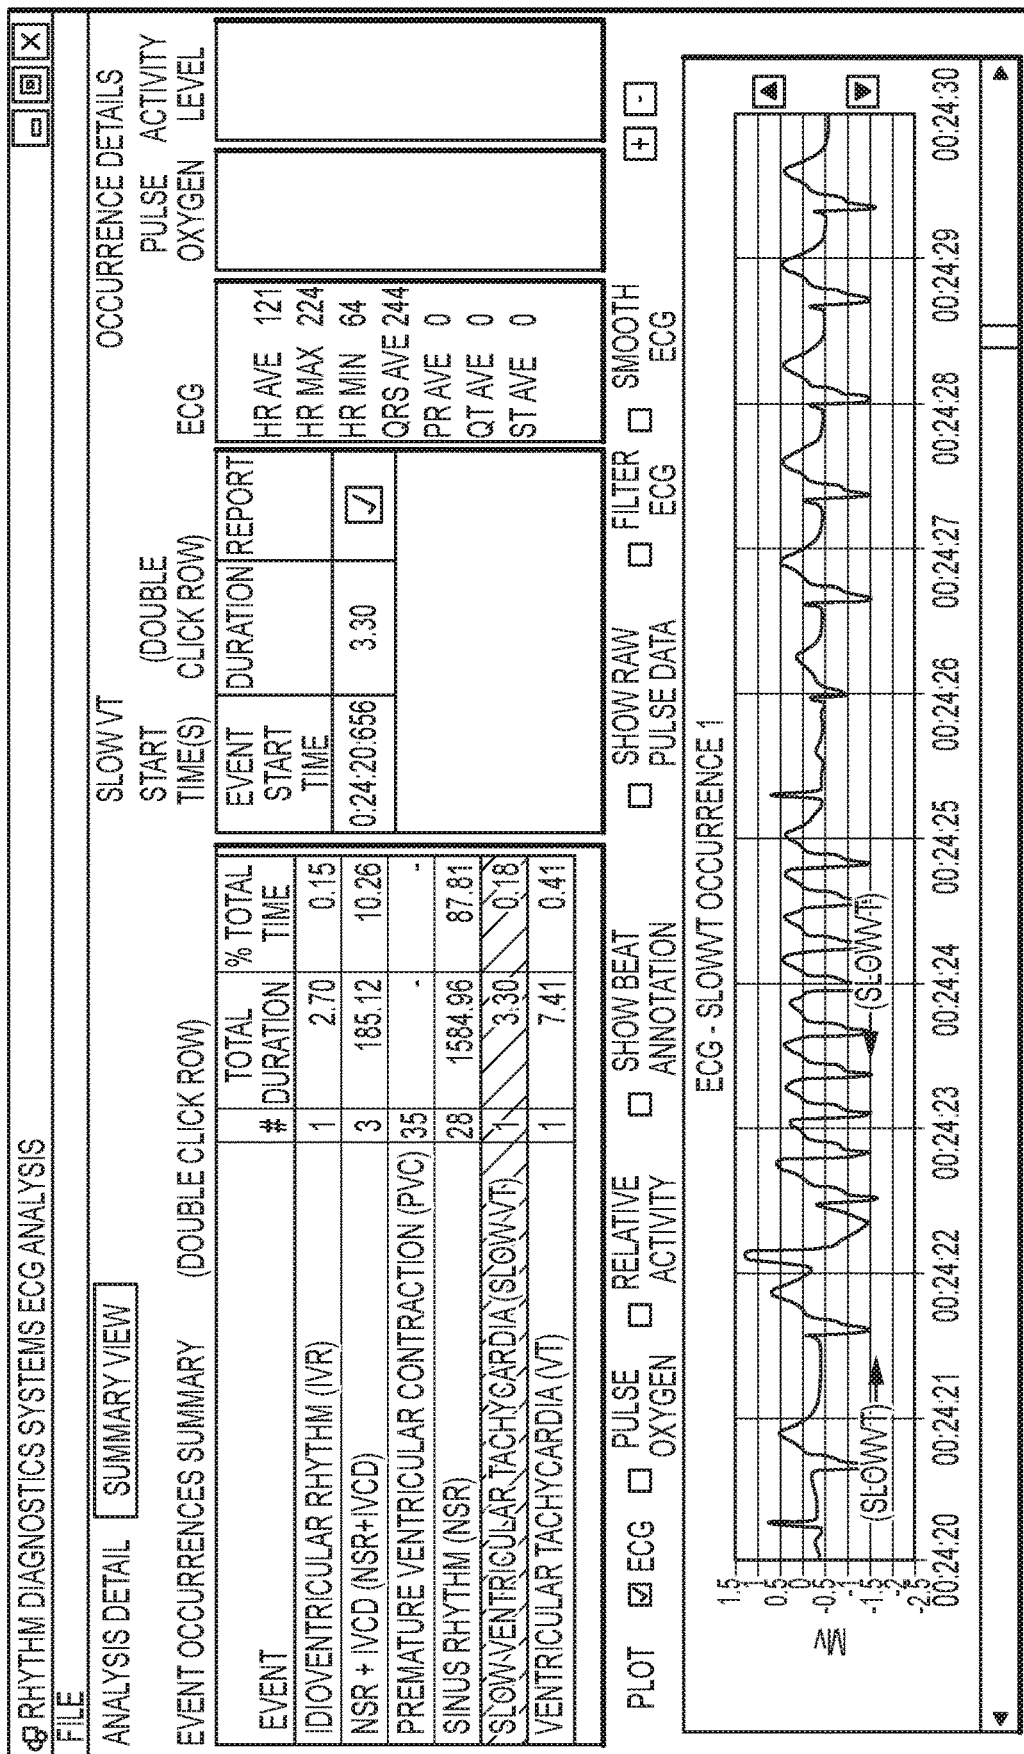 RHYTHM DIAGNOSTICS SYSTEMS ECG ANALYSIS
FILE
ANALYSIS DETAIL SUMMARY VIEW
EVENT OCCURRENCES SUMMARY (DOUBLE CLICK ROW)
EVENT # TOTAL DURATION % TOTAL TIME
IDIOVENTRICULAR RHYTHM (IVR) 1 2.70 0.15
NSR + IVCD (NSR+IVCD) 3 185.12 10.26
PREMATURE VENTRICULAR CONTRACTION (PVC) 35 - -
SINUS RHYTHM (NSR) 28 1584.96 87.81
SLOW-VENTRICULAR TACHYCARDIA (SLOW-VT) 1 3.30 0.18
VENTRICULAR TACHYCARDIA (VT) 1 7.41 0.41
SLOW VT
START (DOUBLE
TIME(S) CLICK ROW)
EVENT START TIME DURATION REPORT
0:24:20:656 3.30
OCCURRENCE DETAILS
ECG
HR AVE 121
HR MAX 224
HR MIN 64
QRS AVE 244
PR AVE 0
QT AVE 0
ST AVE 0
PULSE OXYGEN
ACTIVITY LEVEL
PLOT ECG PULSE OXYGEN RELATIVE ACTIVITY SHOW BEAT ANNOTATION SHOW RAW PULSE DATA FILTER ECG SMOOTH ECG + -
ECG - SLOWVT OCCURRENCE 1
Mv
1.5
1
0.5
0
-0.5
-1
-1.5
-2
-2.5
(SLOWVT)
(SLOWVT)
00:24:20 00:24:21 00:24:22 00:24:23 00:24:24 00:24:25 00:24:26 00:24:27 00:24:28 00:24:29 00:24:30